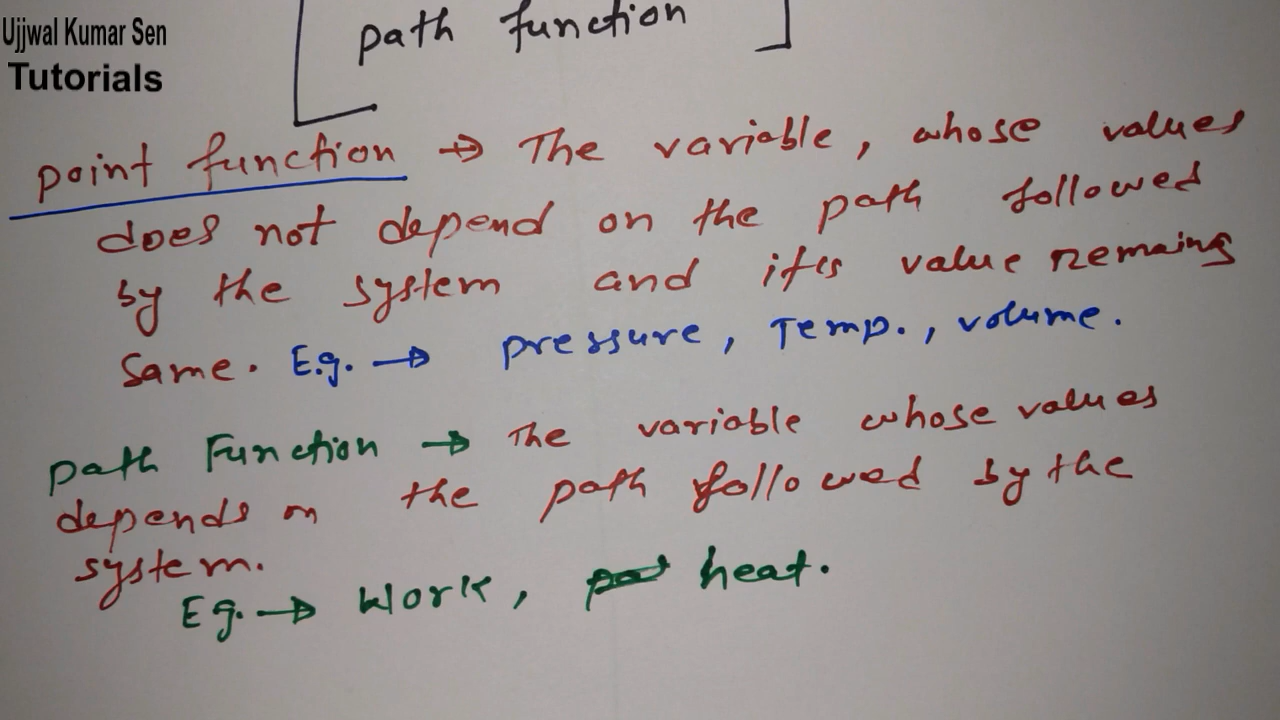 Ujjwal Kumar Sen
Tutorials
path function
point function → The variable, whose values
does not depend on the path followed
by the system and it's value remains
same. E.g. → pressure, Temp., volume.
path Function → The variable whose values
depends on the path followed by the
system.
Eg. → Work, heat.